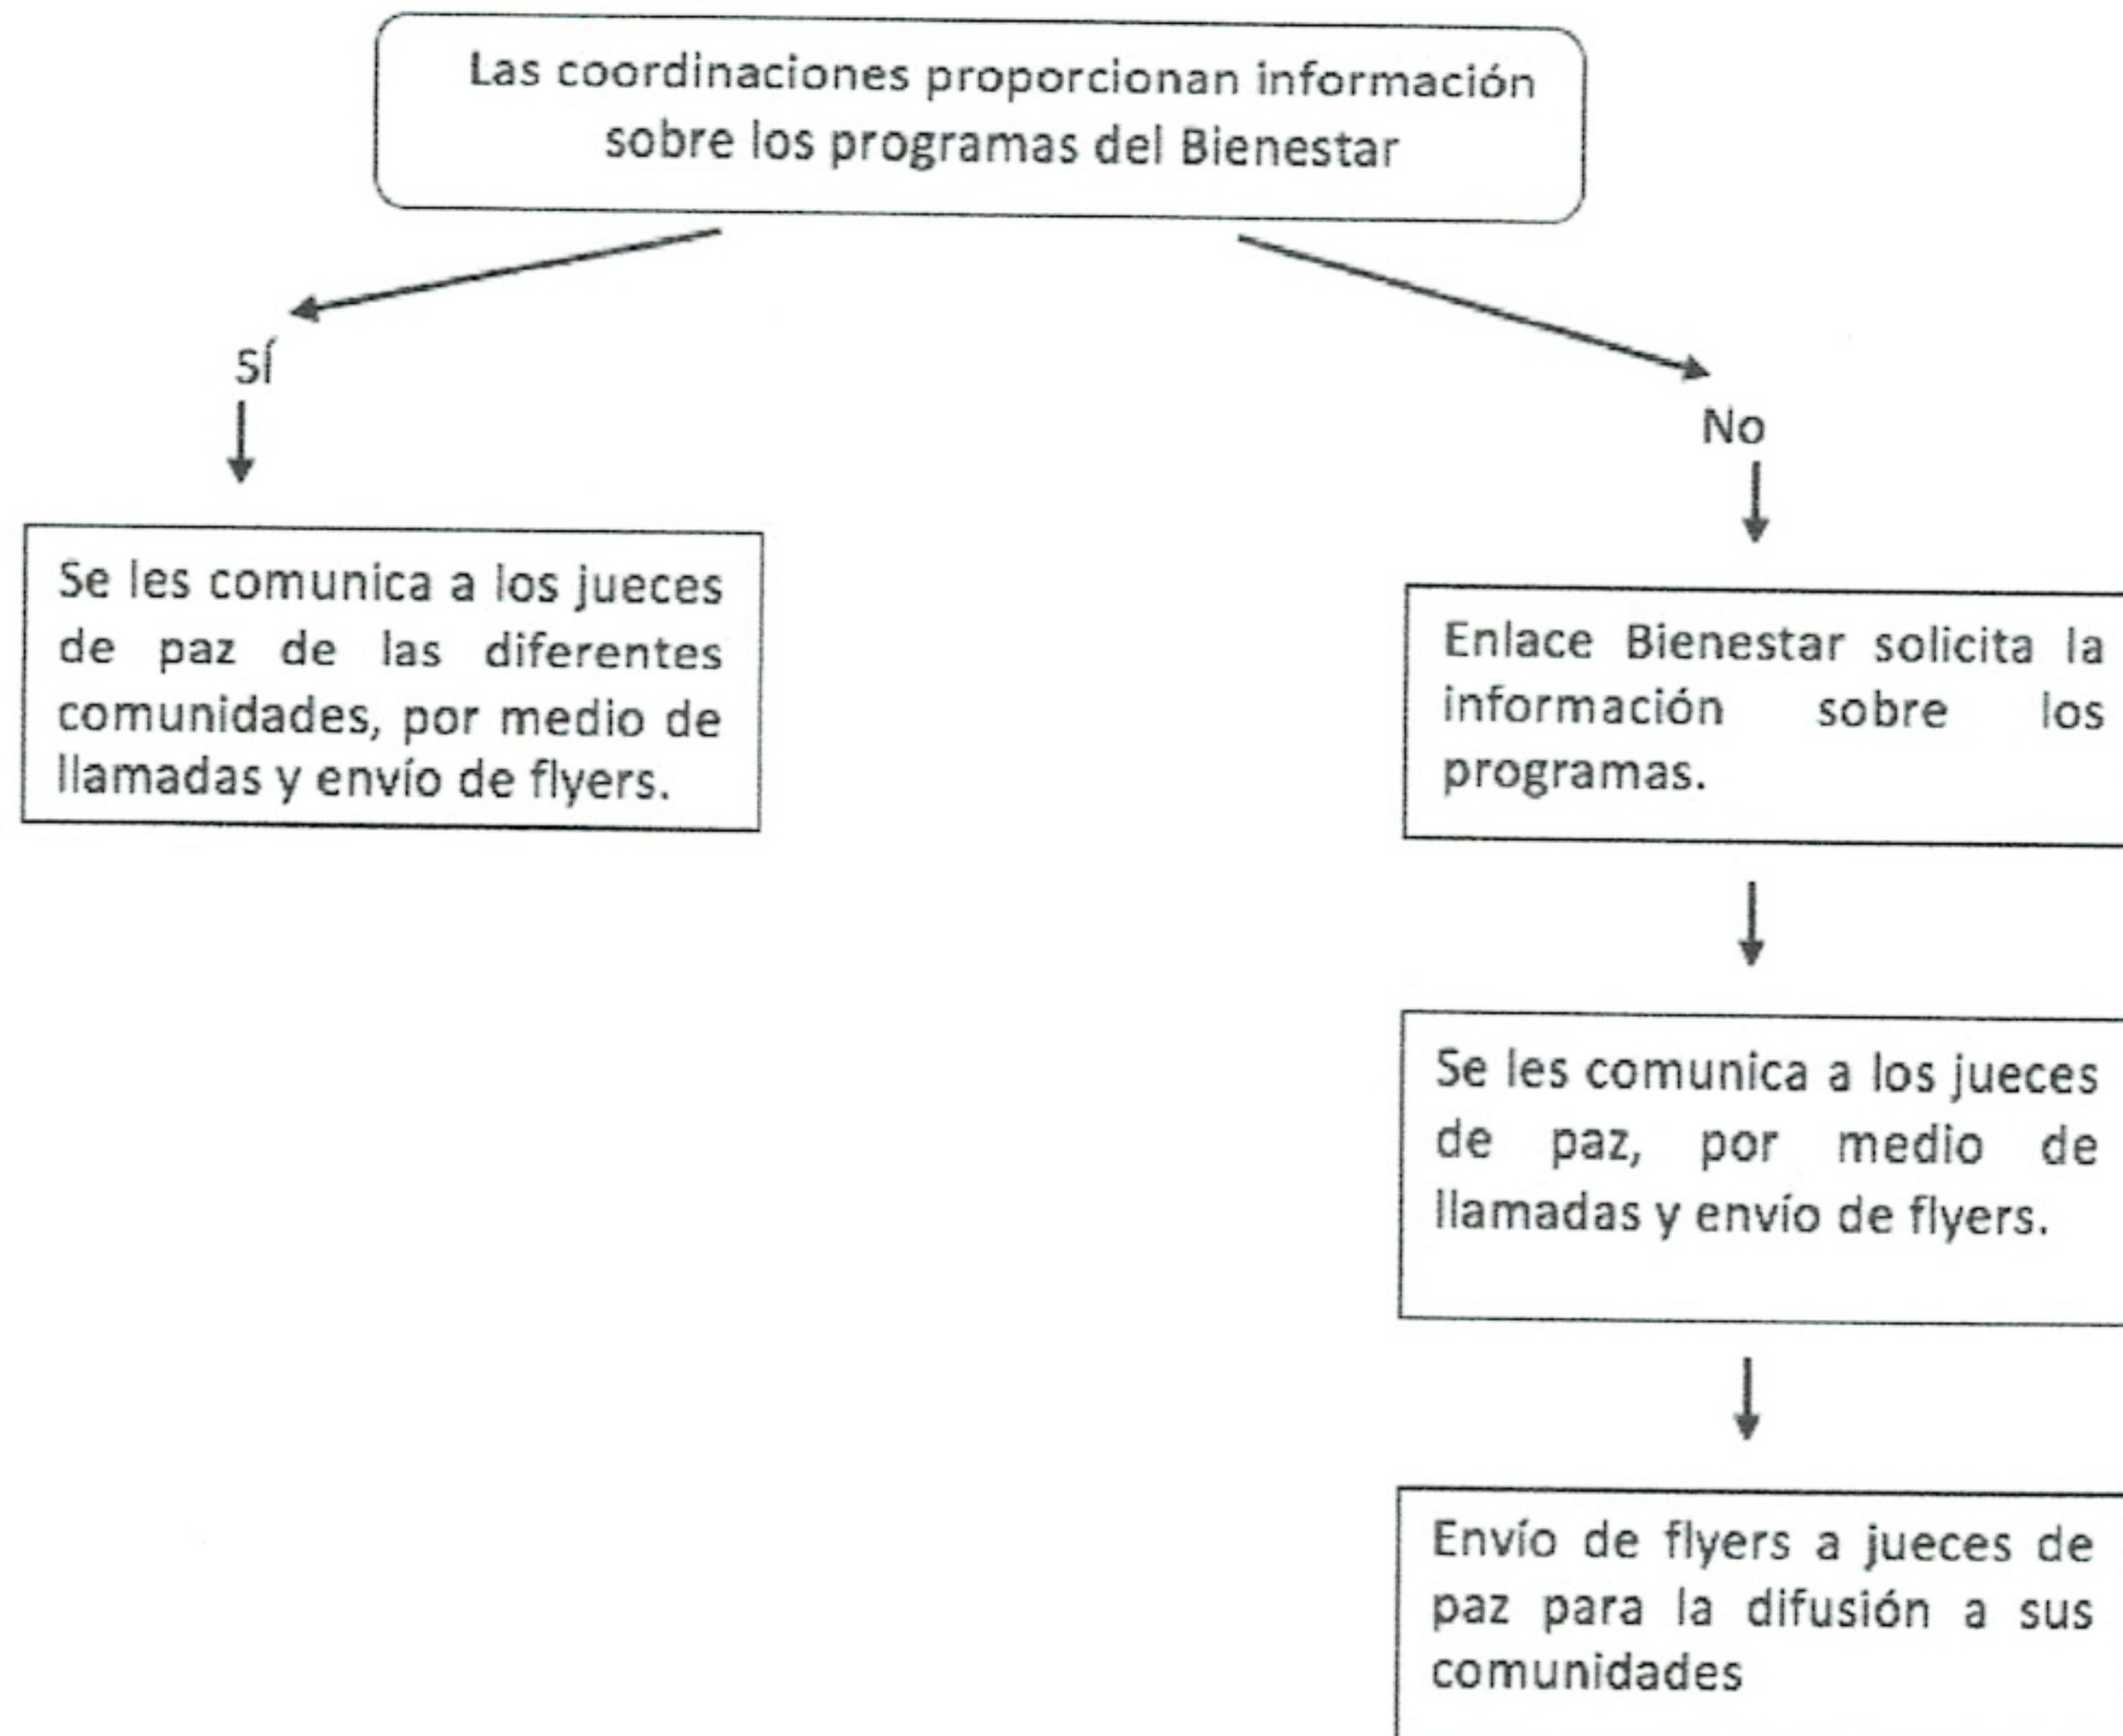 Las coordinaciones proporcionan información
sobre los programas del Bienestar
SÍ
No
Se les comunica a los jueces
de paz de las diferentes
comunidades, por medio de
llamadas y envío de flyers.
Enlace Bienestar solicita la
información sobre los
programas.
Se les comunica a los jueces
de paz, por medio de
llamadas y envío de flyers.
Envío de flyers a jueces de
paz para la difusión a sus
comunidades